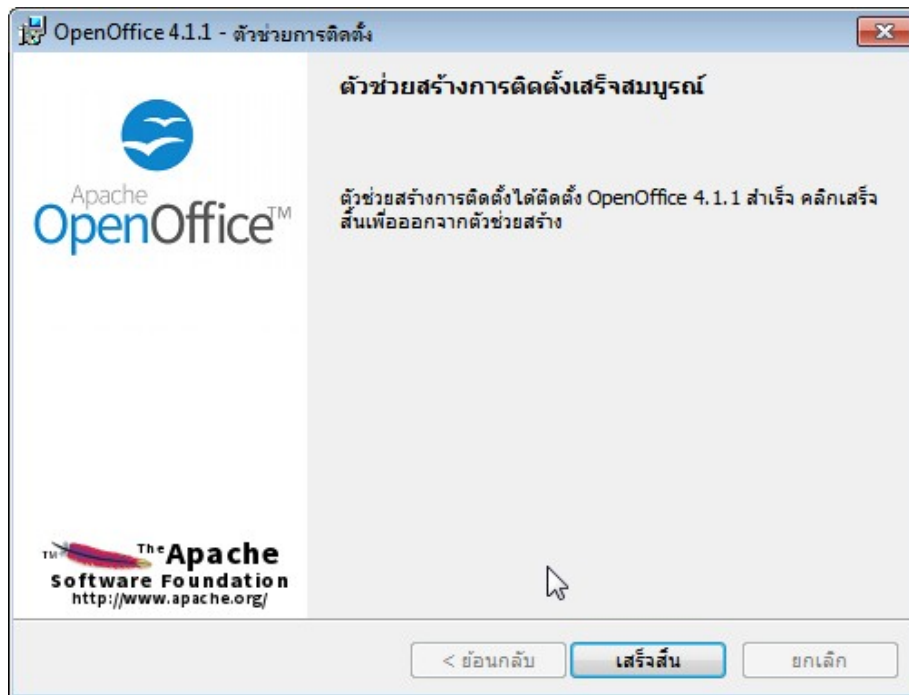 OpenOffice 4.1.1 - ตัวช่วยการติดตั้ง
ตัวช่วยสร้างการติดตั้งเสร็จสมบูรณ์
Apache
OpenOffice™
ตัวช่วยสร้างการติดตั้งได้ติดตั้ง OpenOffice 4.1.1 สำเร็จ คลิกเสร็จ
สิ้นเพื่อออกจากตัวช่วยสร้าง
TM The Apache
Software Foundation
http://www.apache.org/
< ย้อนกลับ
เสร็จสิ้น
ยกเลิก